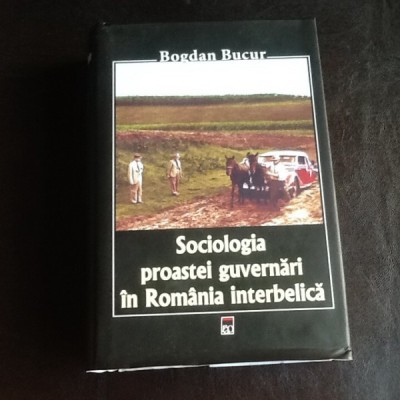 Bogdan Bucur
Sociologia
proastei guvernări
în România interbelică